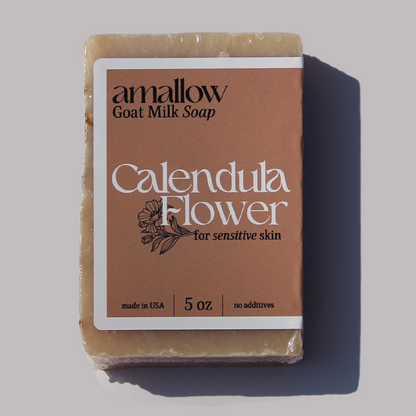 amallow
Goat Milk Soap
Calendula
Flower
for sensitive skin
made in USA
5 oz
no additives